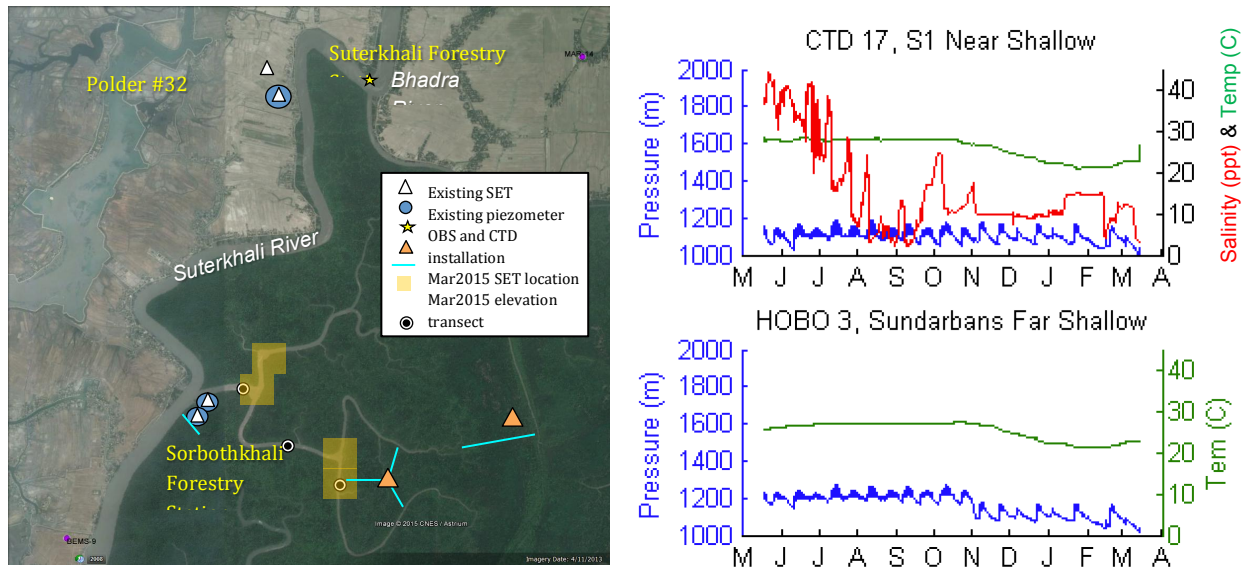 Suterkhali Forestry
MAR-14
Polder #32
Bhadra
Existing SET
Existing piezometer
OBS and CTD
installation
Mar2015 SET location
Mar2015 elevation
transect
Suterkhali River
Sorbothkhali
Forestry
Image © 2015 CNES / Astrium
BEMS-9
Imagery Date: 4/11/2013
CTD 17, S1 Near Shallow
2000
1800
1600
1400
1200
1000
Pressure (m)
40
30
20
10
0
Salinity (ppt) & Temp (C)
M J J A S O N D J F M A
HOBO 3, Sundarbans Far Shallow
2000
1800
1600
1400
1200
1000
Pressure (m)
40
30
20
10
0
Tem (C)
M J J A S O N D J F M A